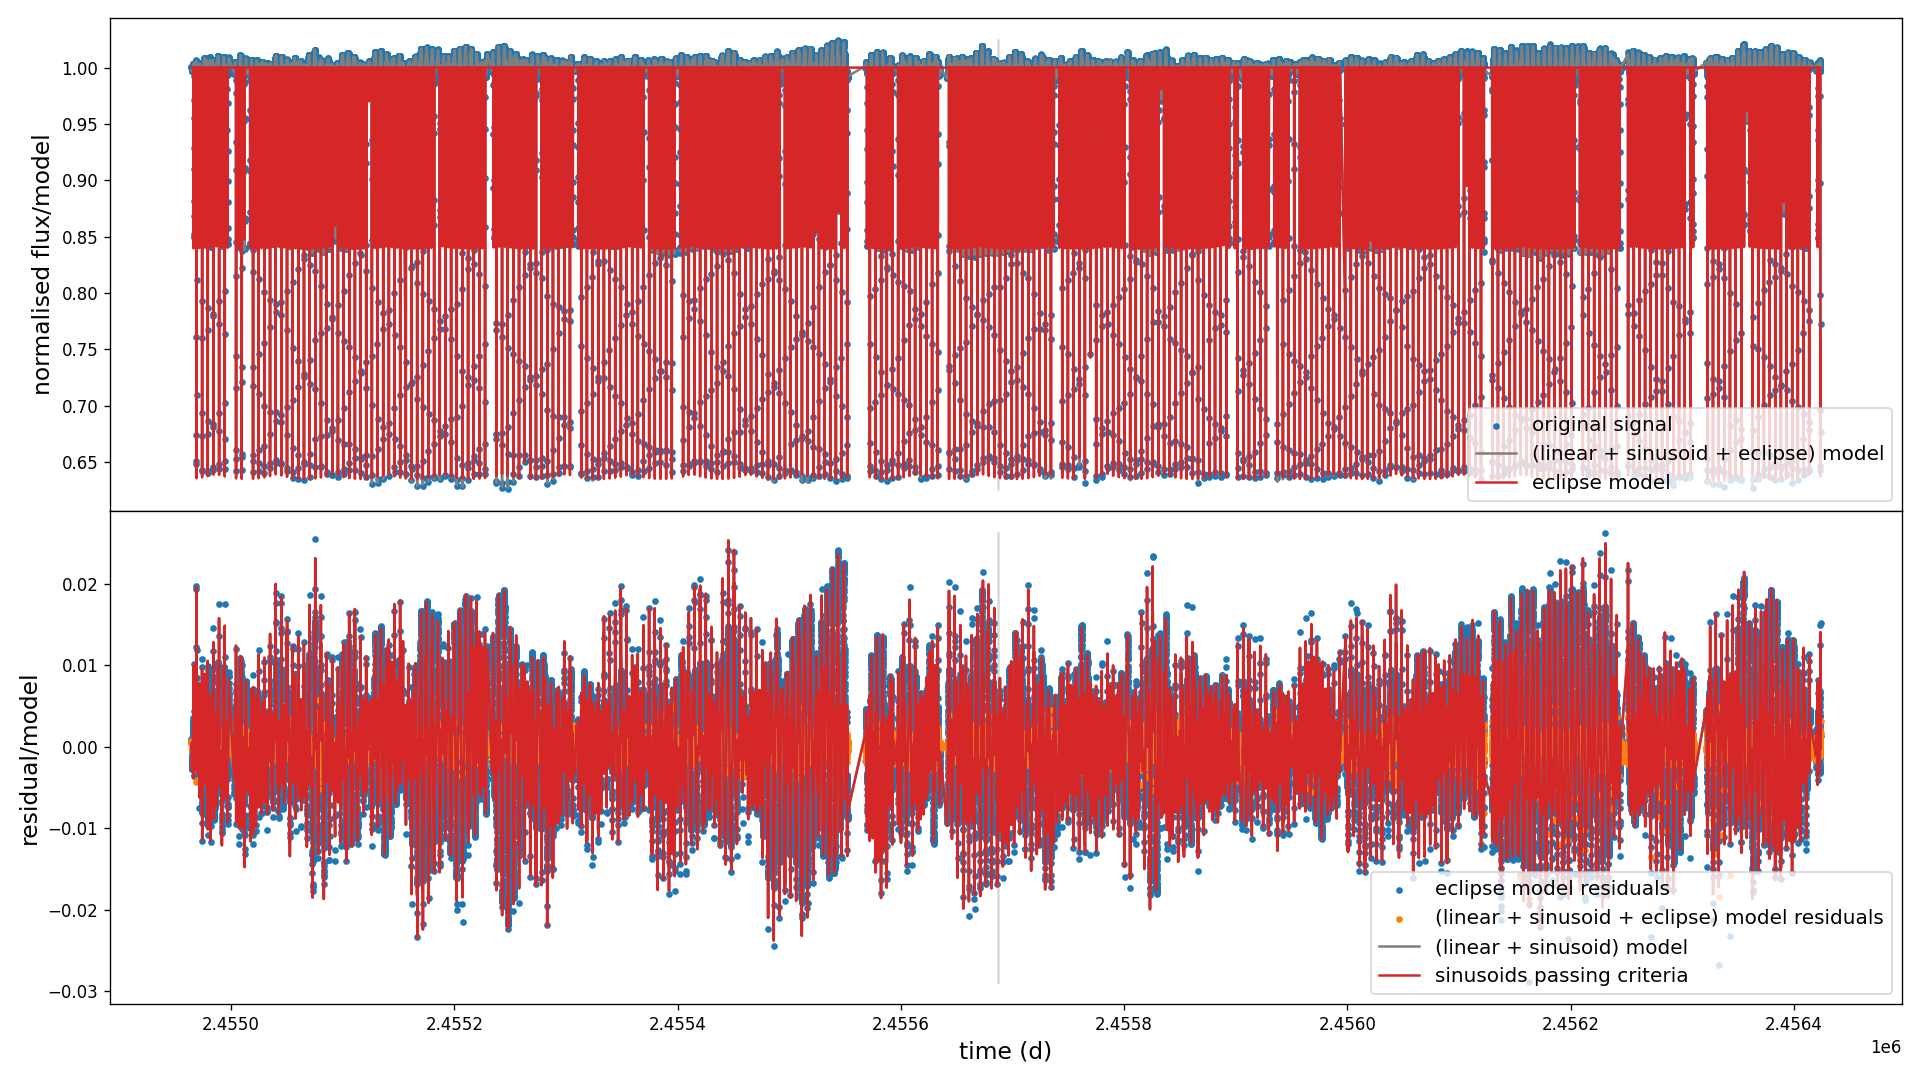 normalised flux/model
1.00
0.95
0.90
0.85
0.80
0.75
0.70
0.65
original signal
(linear + sinusoid + eclipse) model
eclipse model
residual/model
0.02
0.01
0.00
−0.01
−0.02
−0.03
eclipse model residuals
(linear + sinusoid + eclipse) model residuals
(linear + sinusoid) model
sinusoids passing criteria
2.4550 2.4552 2.4554 2.4556 2.4558 2.4560 2.4562 2.4564
1e6
time (d)